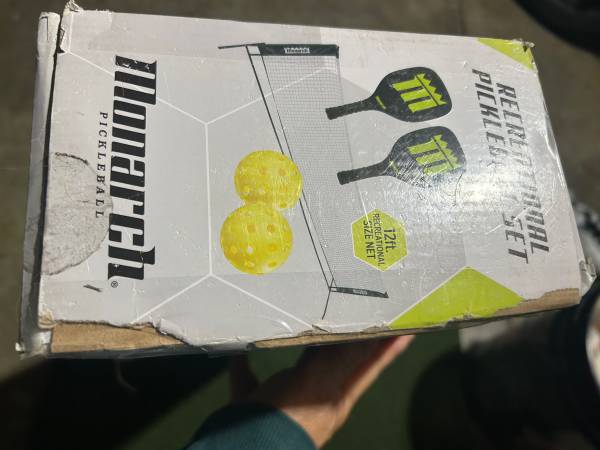 Monarch®
PICKLEBALL
RECREATIONAL
PICKLEBALL SET
12ft.
RECREATIONAL
SIZE NET
M
M